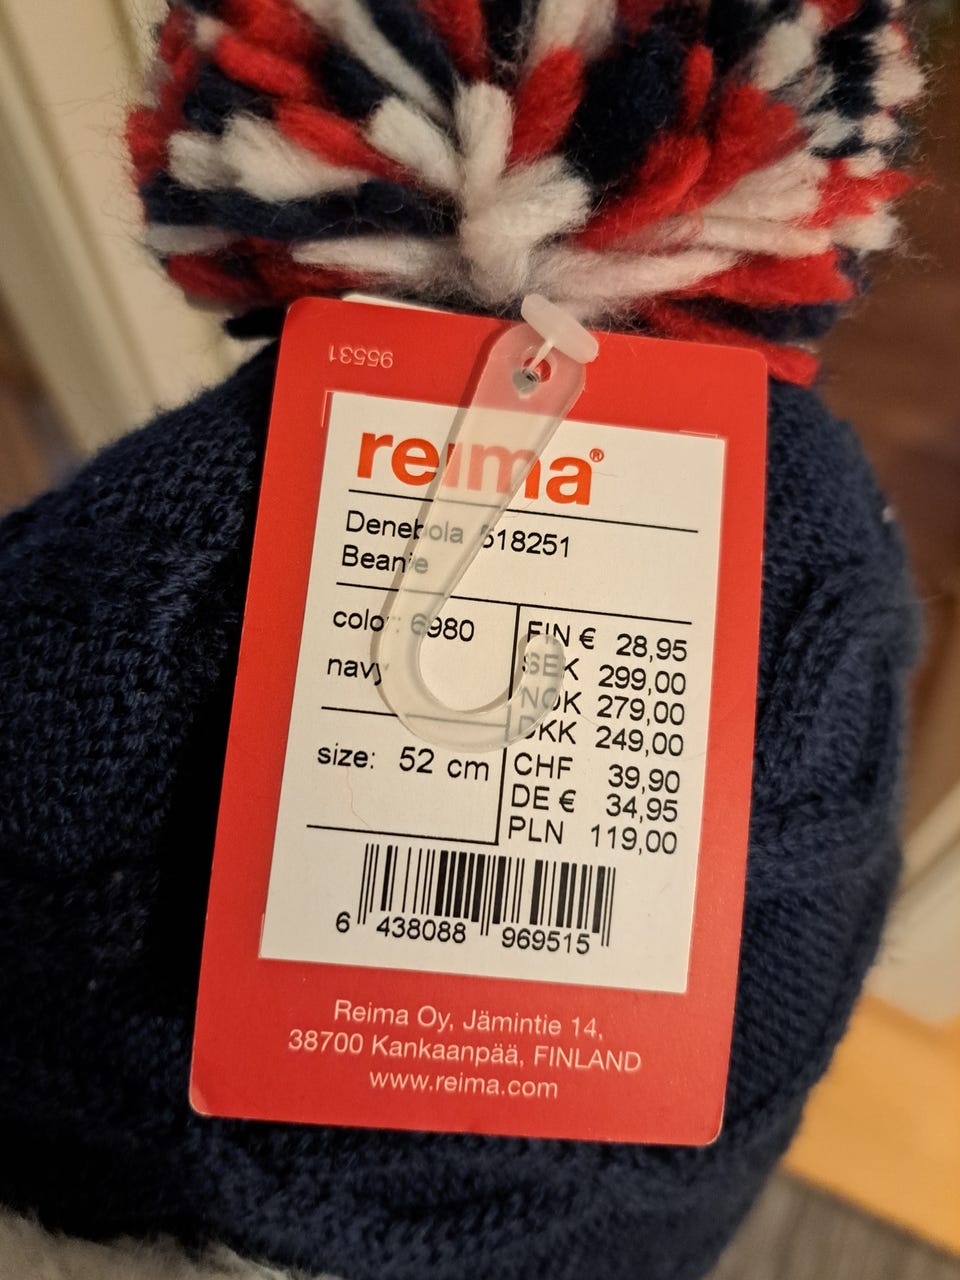 95531
reima®
Denebola 518251
Beanie
color: 6980
navy
size: 52 cm
FIN € 28,95
SEK 299,00
NOK 279,00
DKK 249,00
CHF 39,90
DE € 34,95
PLN 119,00
6 438088 969515
Reima Oy, Jämintie 14,
38700 Kankaanpää, FINLAND
www.reima.com